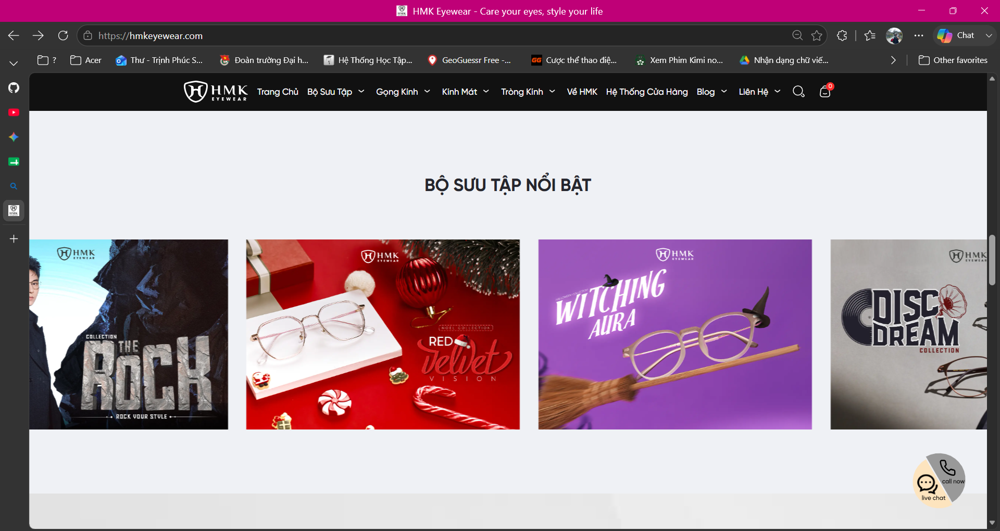 HMK Eyewear - Care your eyes, style your life
https://hmkeyewear.com
Chat
?
Acer
Thư - Trịnh Phúc S...
Đoàn trường Đại h...
Hệ Thống Học Tập...
GeoGuessr Free -...
GG
Cược thể thao điệ...
Xem Phim Kimi no...
Nhận dạng chữ viế...
Other favorites
HMK
EYEWEAR
Trang Chủ
Bộ Sưu Tập
Gọng Kính
Kính Mát
Tròng Kính
Về HMK
Hệ Thống Cửa Hàng
Blog
Liên Hệ
0
BỘ SƯU TẬP NỔI BẬT
HMK
EYEWEAR
COLLECTION
THE
ROCK
ROCK YOUR STYLE
HMK
EYEWEAR
NOEL COLLECTION
RED
Velvet
VISION
HMK
EYEWEAR
HALLOWEEN COLLECTION
WITCHING
AURA
HMK
EYEWEAR
DISC
DREAM
COLLECTION
call now
live chat